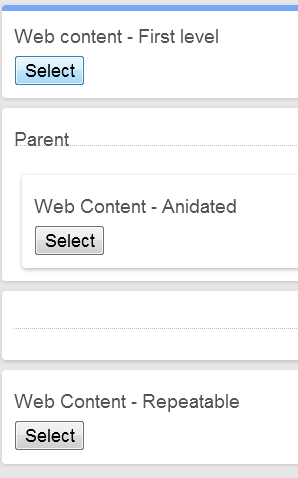 Web content - First level
Select
Parent
Web Content - Anidated
Select
Web Content - Repeatable
Select